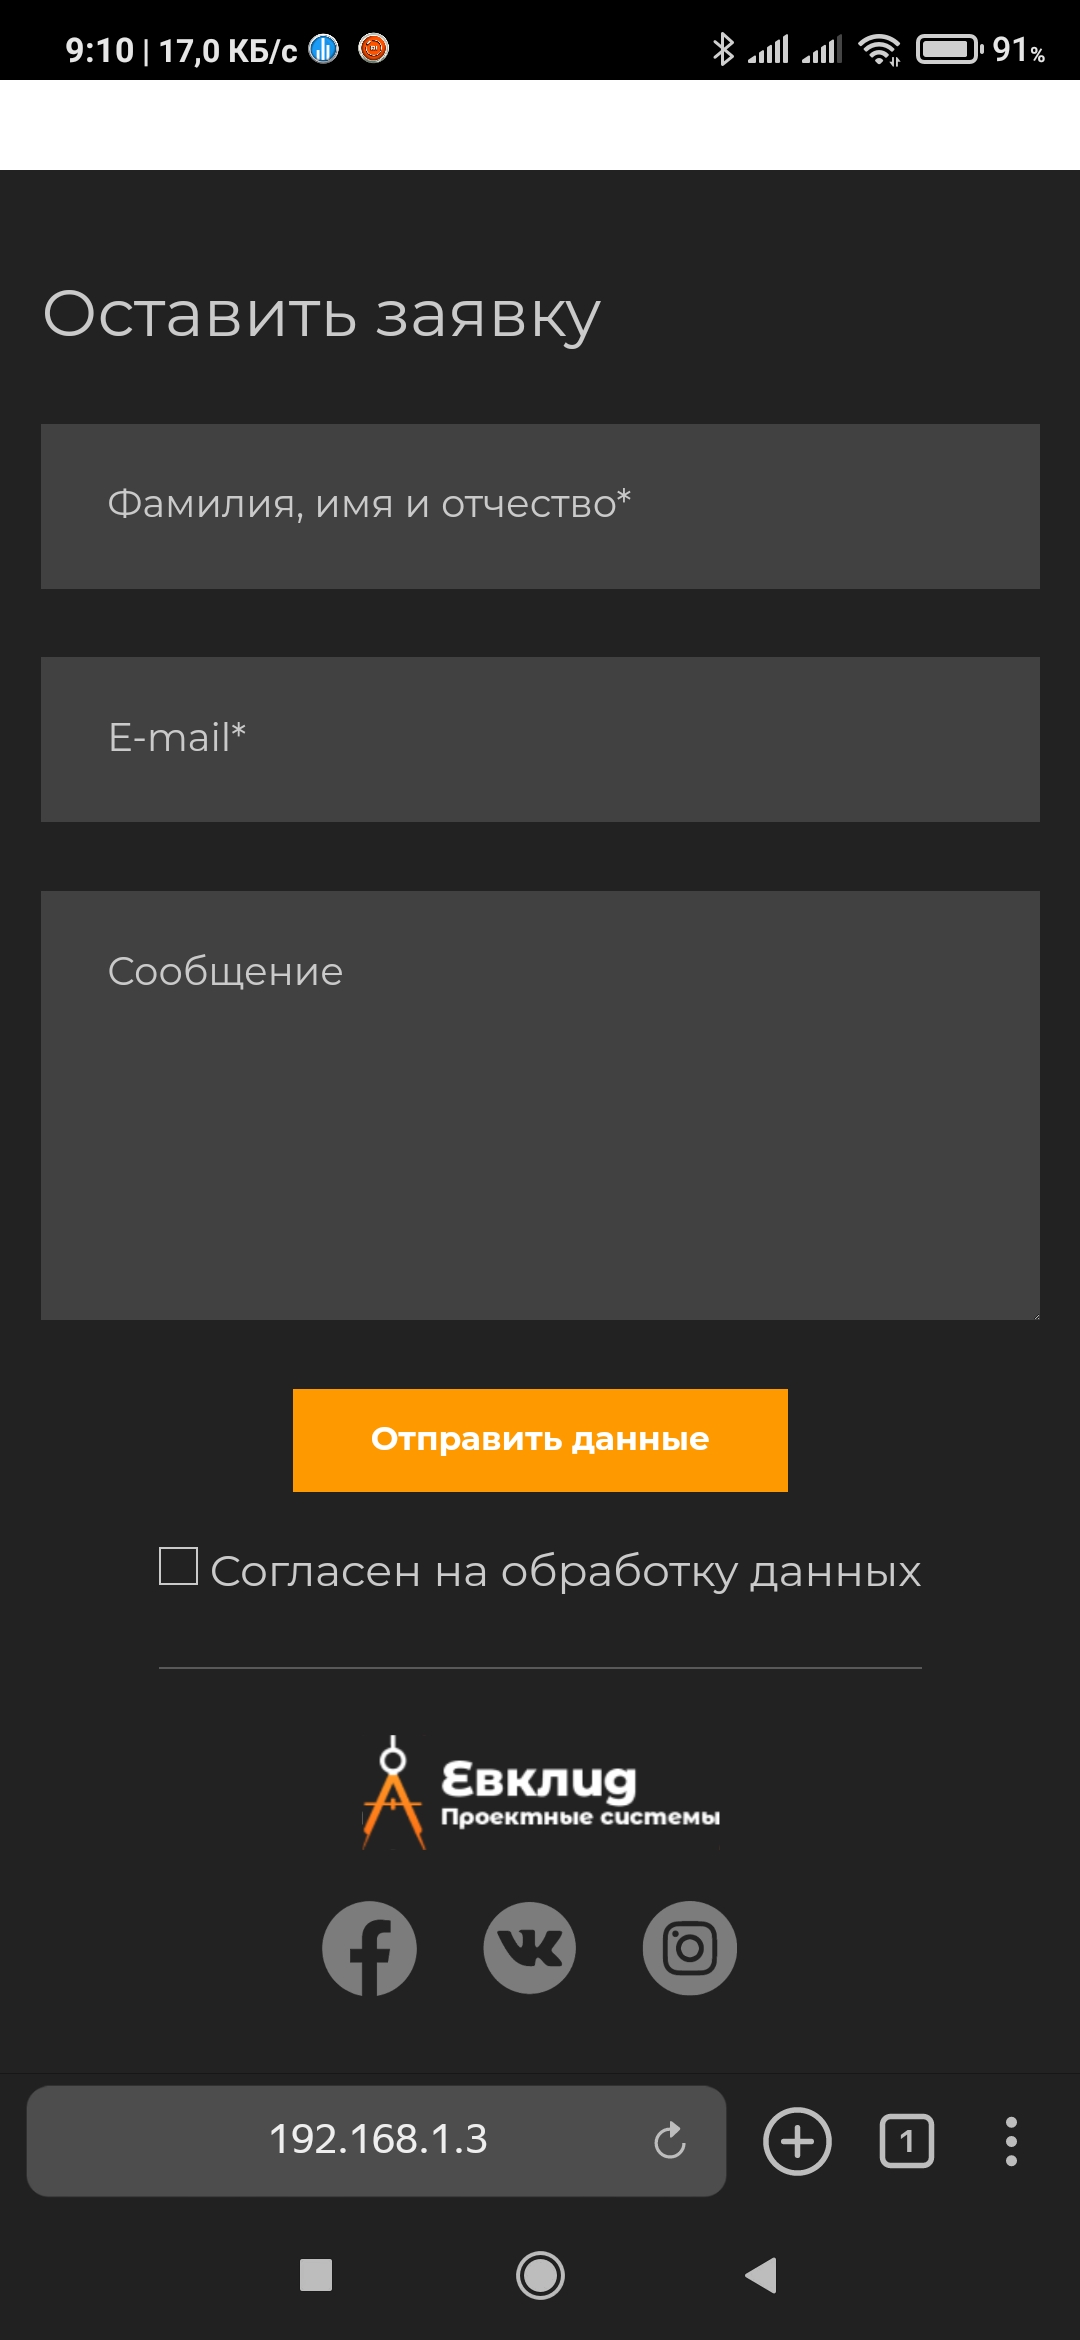 9:10 | 17,0 КБ/с 91%
Оставить заявку
Фамилия, имя и отчество*
E-mail*
Сообщение
Отправить данные
Согласен на обработку данных
Евклид
Проектные системы
192.168.1.3 1